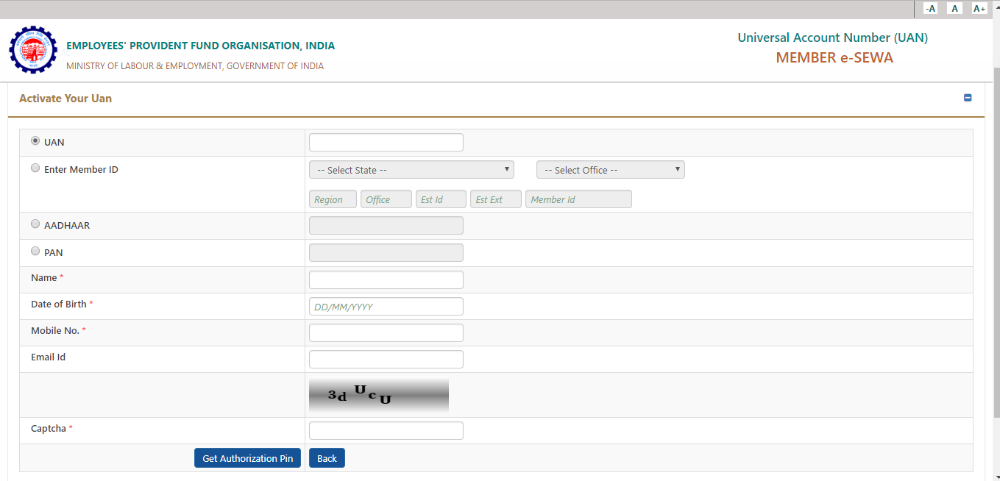 -A A A+
EMPLOYEES' PROVIDENT FUND ORGANISATION, INDIA
MINISTRY OF LABOUR & EMPLOYMENT, GOVERNMENT OF INDIA
Universal Account Number (UAN)
MEMBER e-SEWA
Activate Your Uan
UAN
Enter Member ID
-- Select State -- -- Select Office --
Region Office Est Id Est Ext Member Id
AADHAAR
PAN
Name *
Date of Birth * DD/MM/YYYY
Mobile No. *
Email Id
3d U c U
Captcha *
Get Authorization Pin Back